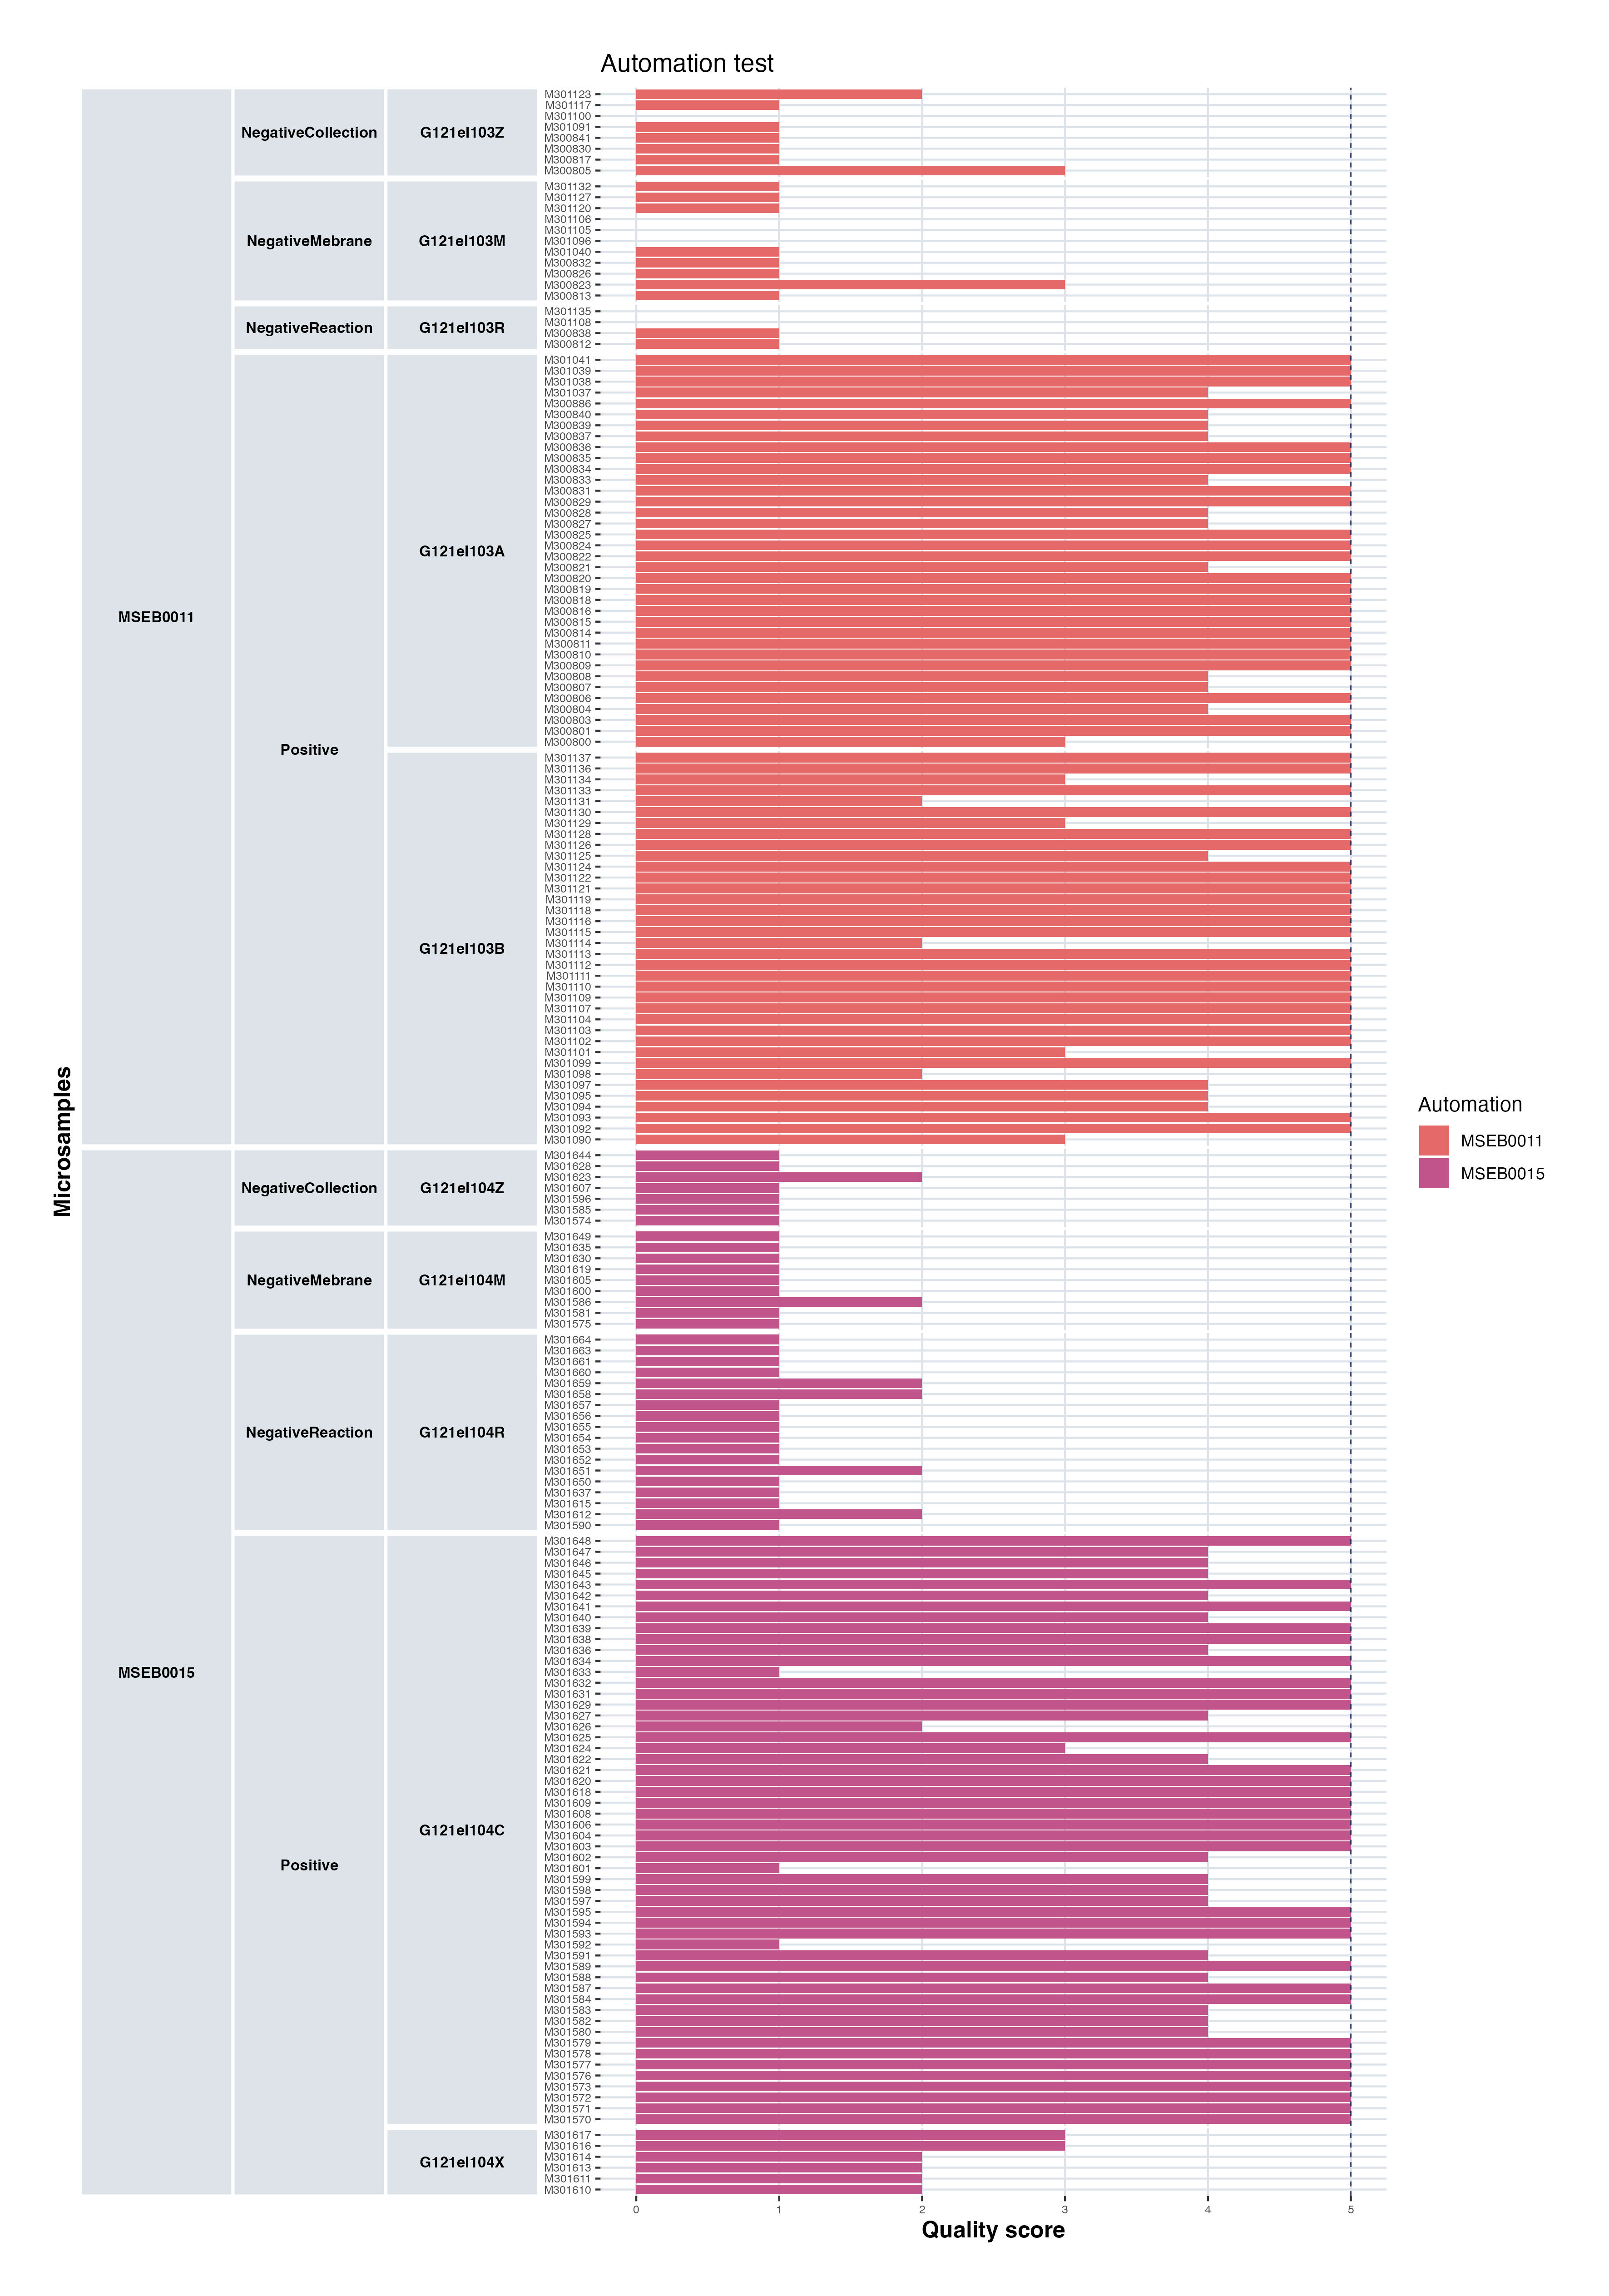 Automation test
Microsamples
MSEB0011
NegativeCollection
G121eI103Z
M301123
M301117
M301100
M301091
M300841
M300830
M300817
M300805
NegativeMebrane
G121eI103M
M301132
M301127
M301120
M301106
M301105
M301096
M301040
M300832
M300826
M300823
M300813
NegativeReaction
G121eI103R
M301135
M301108
M300838
M300812
Positive
G121eI103A
M301041
M301039
M301038
M301037
M300886
M300840
M300839
M300837
M300836
M300835
M300834
M300833
M300831
M300829
M300828
M300827
M300825
M300824
M300822
M300821
M300820
M300819
M300818
M300816
M300815
M300814
M300811
M300810
M300809
M300808
M300807
M300806
M300804
M300803
M300801
M300800
G121eI103B
M301137
M301136
M301134
M301133
M301131
M301130
M301129
M301128
M301126
M301125
M301124
M301122
M301121
M301119
M301118
M301116
M301115
M301114
M301113
M301112
M301111
M301110
M301109
M301107
M301104
M301103
M301102
M301101
M301099
M301098
M301097
M301095
M301094
M301093
M301092
M301090
MSEB0015
NegativeCollection
G121eI104Z
M301644
M301628
M301623
M301607
M301596
M301585
M301574
NegativeMebrane
G121eI104M
M301649
M301635
M301630
M301619
M301605
M301600
M301586
M301581
M301575
NegativeReaction
G121eI104R
M301664
M301663
M301661
M301660
M301659
M301658
M301657
M301656
M301655
M301654
M301653
M301652
M301651
M301650
M301637
M301615
M301612
M301590
Positive
G121eI104C
M301648
M301647
M301646
M301645
M301643
M301642
M301641
M301640
M301639
M301638
M301636
M301634
M301633
M301632
M301631
M301629
M301627
M301626
M301625
M301624
M301622
M301621
M301620
M301618
M301609
M301608
M301606
M301604
M301603
M301602
M301601
M301599
M301598
M301597
M301595
M301594
M301593
M301592
M301591
M301589
M301588
M301587
M301584
M301583
M301582
M301580
M301579
M301578
M301577
M301576
M301573
M301572
M301571
M301570
G121eI104X
M301617
M301616
M301614
M301613
M301611
M301610
0 1 2 3 4 5
Quality score
Automation
MSEB0011
MSEB0015